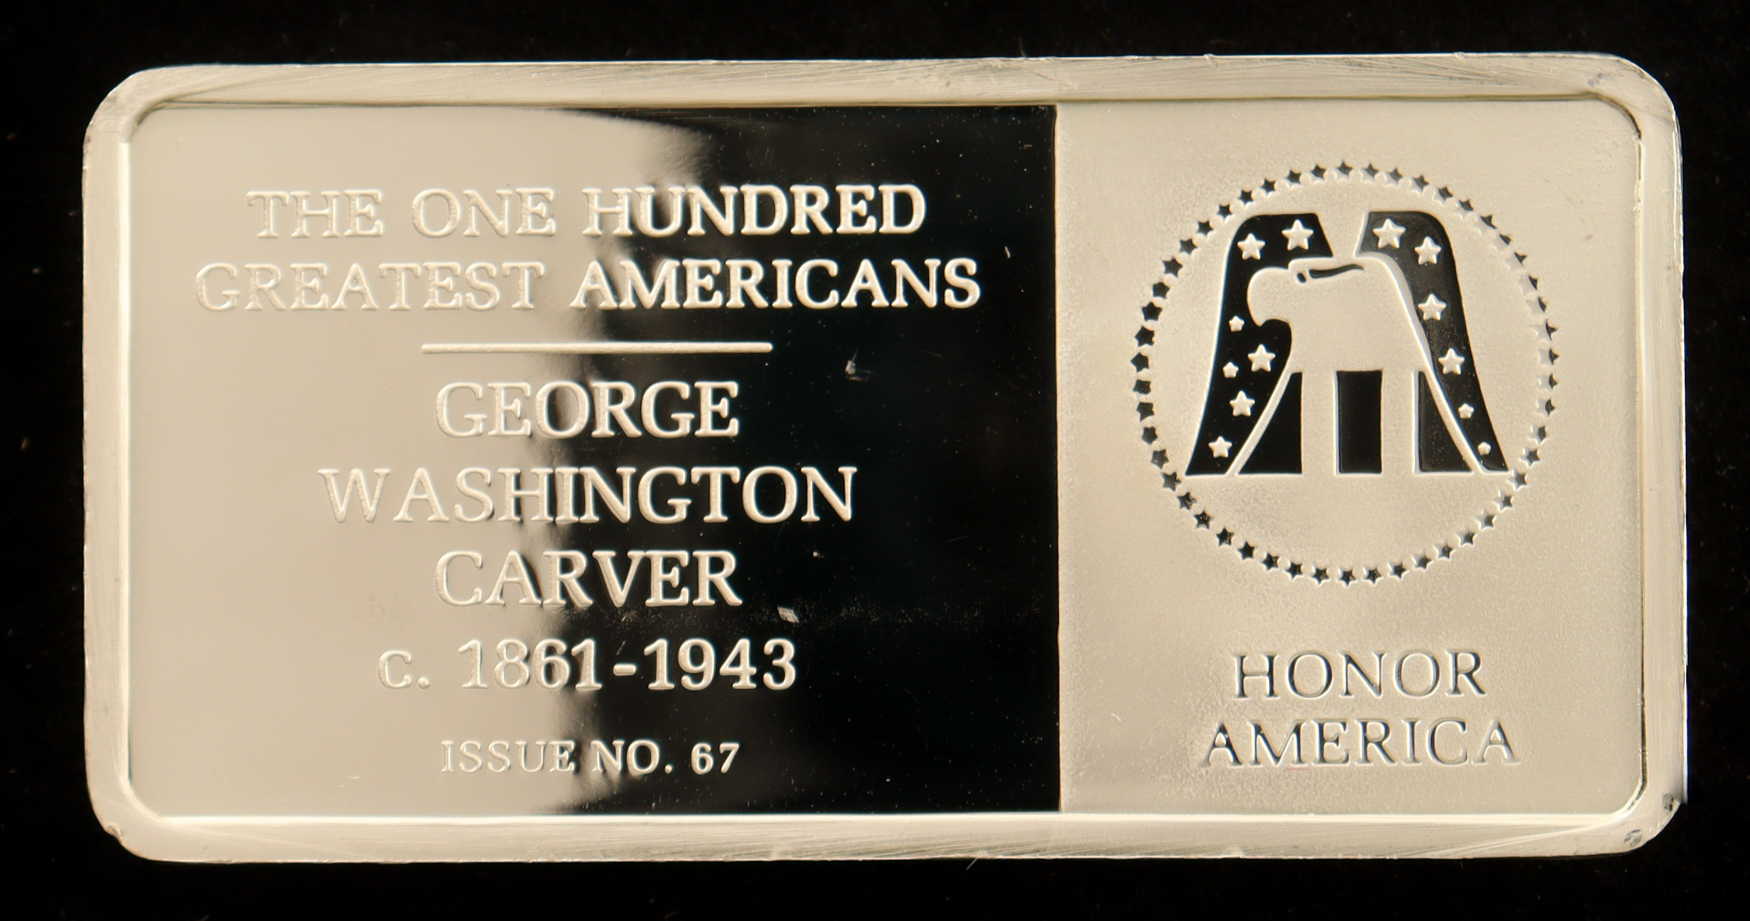 THE ONE HUNDRED
GREATEST AMERICANS
GEORGE
WASHINGTON
CARVER
c. 1861-1943
ISSUE NO. 67
HONOR
AMERICA